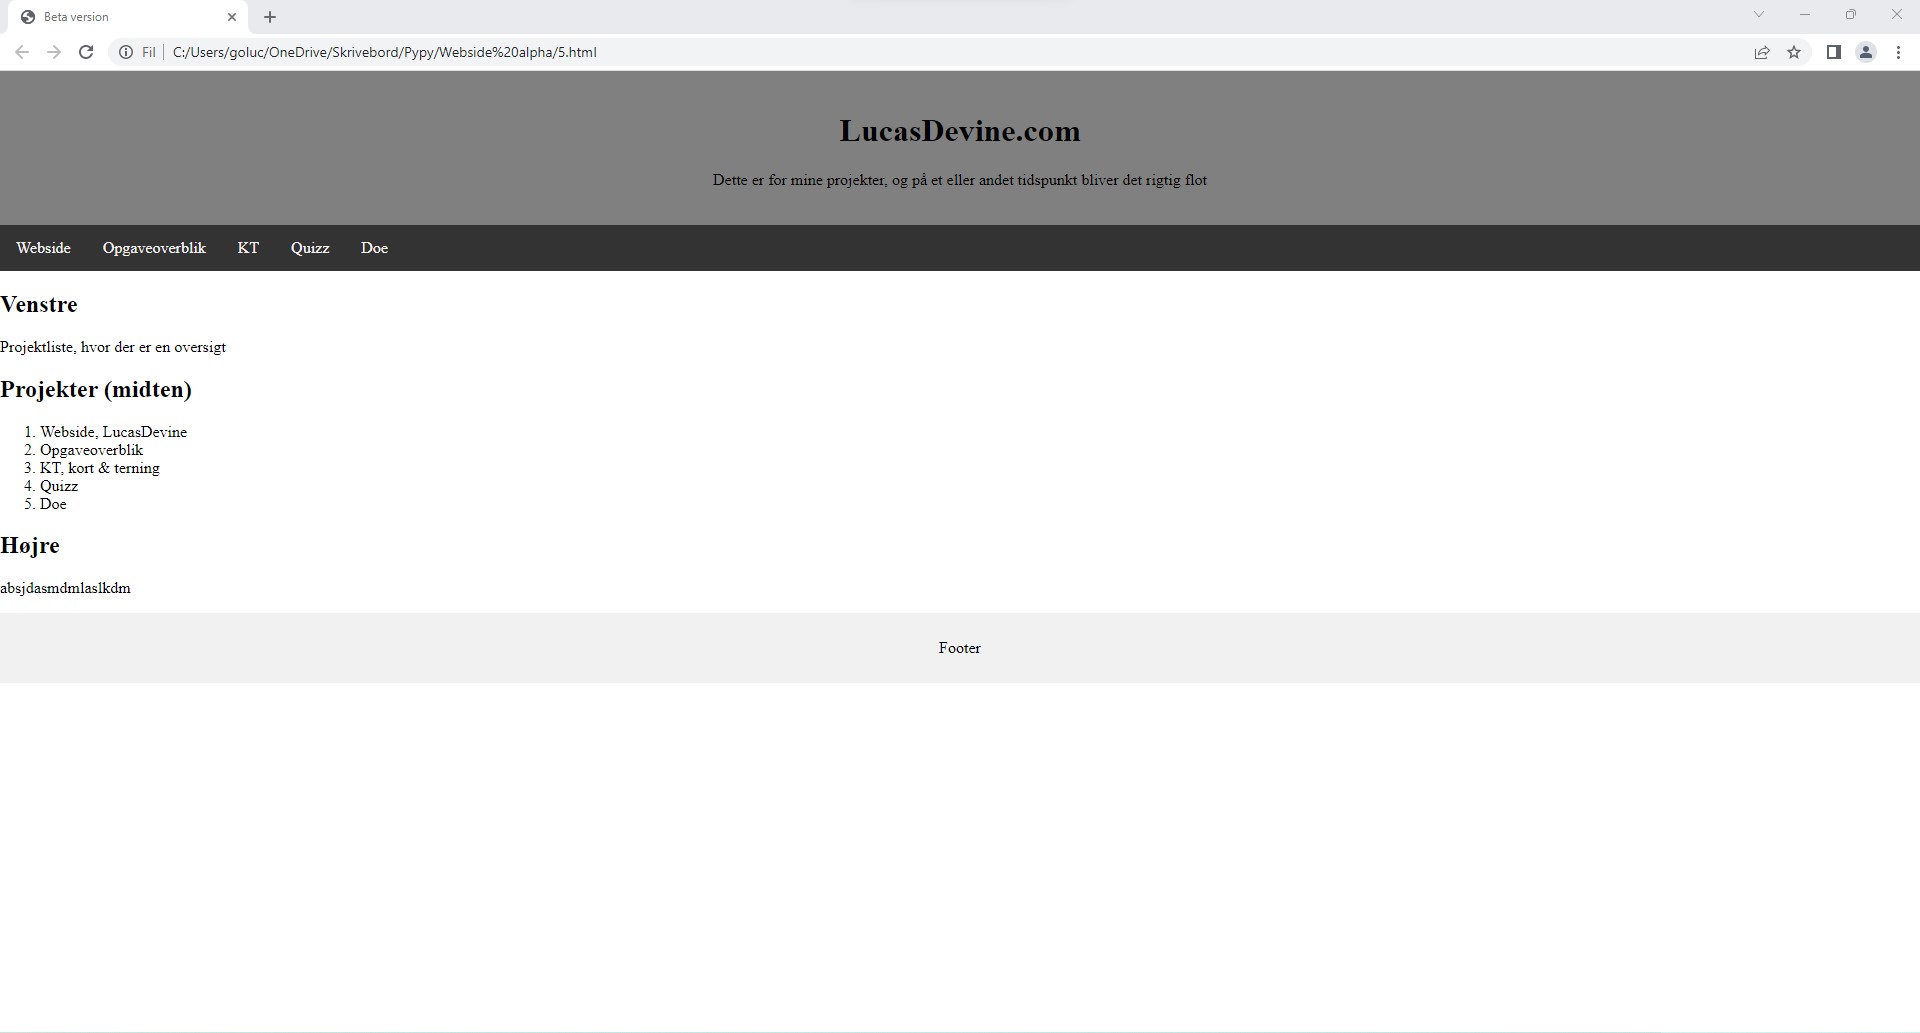 Beta version
Fil C:/Users/goluc/OneDrive/Skrivebord/Pypy/Webside%20alpha/5.html
LucasDevine.com
Dette er for mine projekter, og på et eller andet tidspunkt bliver det rigtig flot
Webside Opgaveoverblik KT Quizz Doe
Venstre
Projektliste, hvor der er en oversigt
Projekter (midten)
1. Webside, LucasDevine
2. Opgaveoverblik
3. KT, kort & terning
4. Quizz
5. Doe
Højre
absjdasmdmlaslkdm
Footer